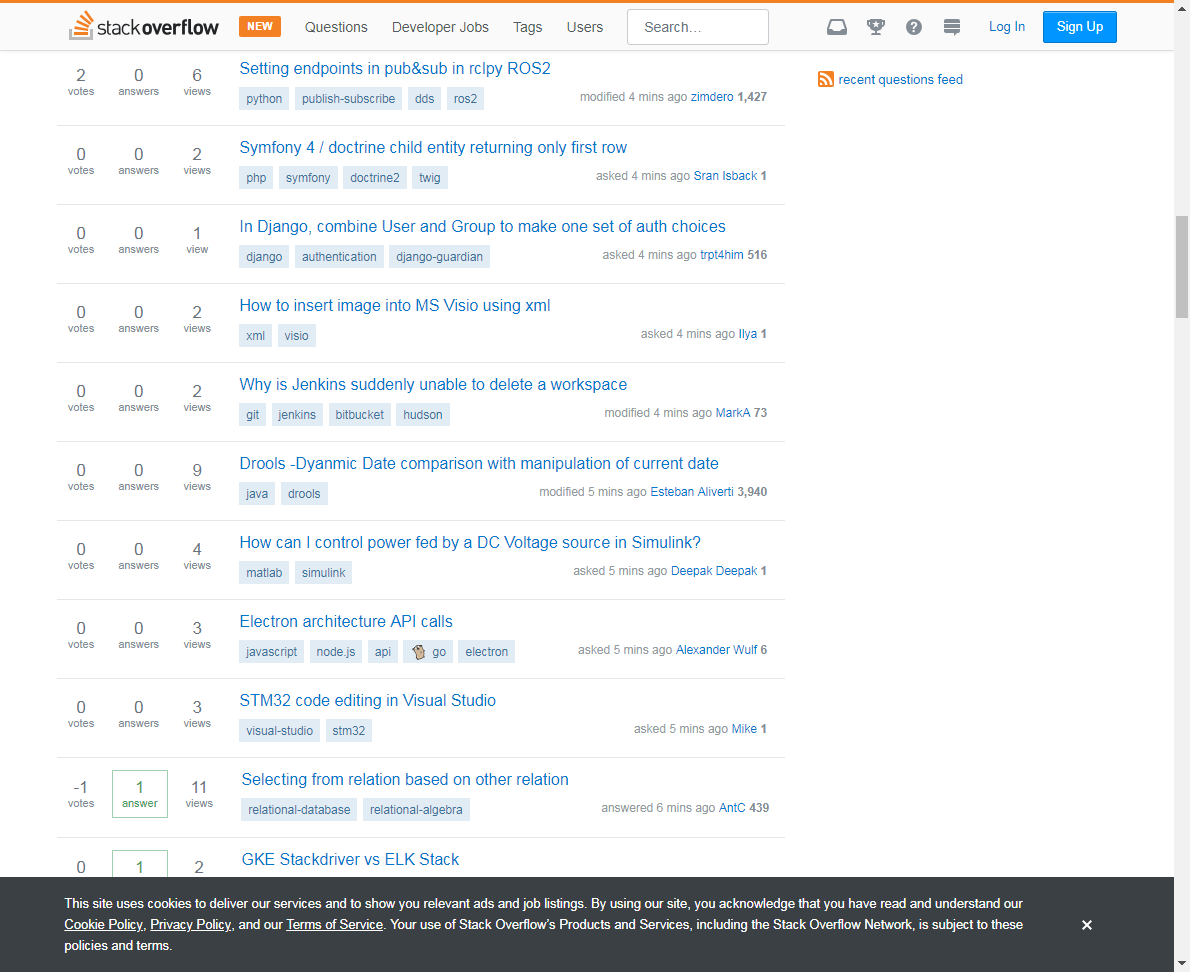 stackoverflow NEW Questions Developer Jobs Tags Users Search... Log In Sign Up
2 votes 0 answers 6 views Setting endpoints in pub&sub in rclpy ROS2
python publish-subscribe dds ros2 modified 4 mins ago zimdero 1,427
recent questions feed
0 votes 0 answers 2 views Symfony 4 / doctrine child entity returning only first row
php symfony doctrine2 twig asked 4 mins ago Sran Isback 1
0 votes 0 answers 1 view In Django, combine User and Group to make one set of auth choices
django authentication django-guardian asked 4 mins ago trpt4him 516
0 votes 0 answers 2 views How to insert image into MS Visio using xml
xml visio asked 4 mins ago Ilya 1
0 votes 0 answers 2 views Why is Jenkins suddenly unable to delete a workspace
git jenkins bitbucket hudson modified 4 mins ago MarkA 73
0 votes 0 answers 9 views Drools -Dyanmic Date comparison with manipulation of current date
java drools modified 5 mins ago Esteban Aliverti 3,940
0 votes 0 answers 4 views How can I control power fed by a DC Voltage source in Simulink?
matlab simulink asked 5 mins ago Deepak Deepak 1
0 votes 0 answers 3 views Electron architecture API calls
javascript node.js api go electron asked 5 mins ago Alexander Wulf 6
0 votes 0 answers 3 views STM32 code editing in Visual Studio
visual-studio stm32 asked 5 mins ago Mike 1
-1 votes 1 answer 11 views Selecting from relation based on other relation
relational-database relational-algebra answered 6 mins ago AntC 439
0 1 2 GKE Stackdriver vs ELK Stack
This site uses cookies to deliver our services and to show you relevant ads and job listings. By using our site, you acknowledge that you have read and understand our
Cookie Policy, Privacy Policy, and our Terms of Service. Your use of Stack Overflow's Products and Services, including the Stack Overflow Network, is subject to these
policies and terms.